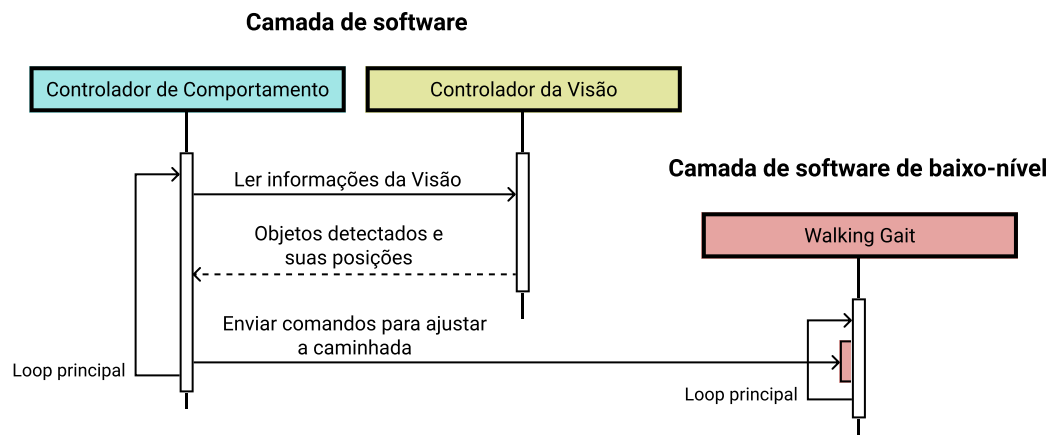 Camada de software
Controlador de Comportamento
Controlador da Visão
Camada de software de baixo-nível
Ler informações da Visão
Walking Gait
Objetos detectados e
suas posições
Enviar comandos para ajustar
a caminhada
Loop principal
Loop principal